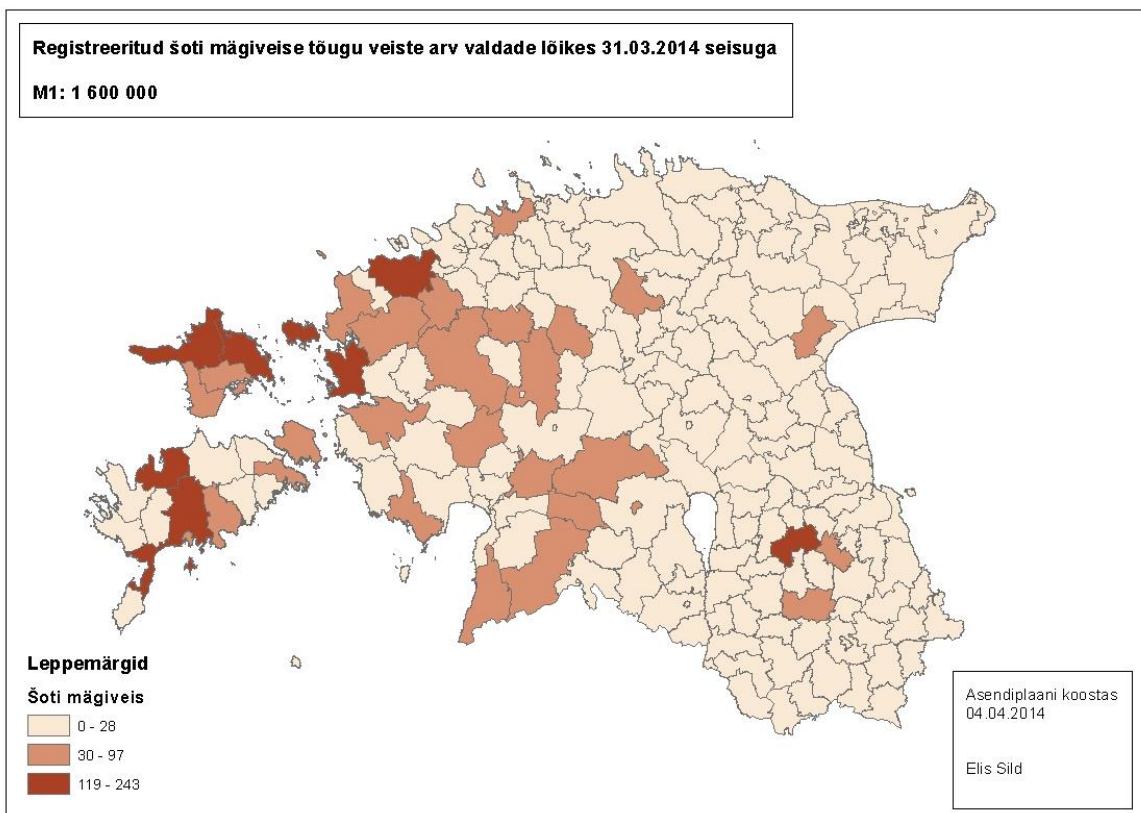 Registreeritud šoti mägiveise tõugu veiste arv valdade lõikes 31.03.2014 seisuga
M1: 1 600 000
Leppemärgid
Šoti mägiveis
0 - 28
30 - 97
119 - 243
Asendiplaani koostas
04.04.2014
Elis Sild